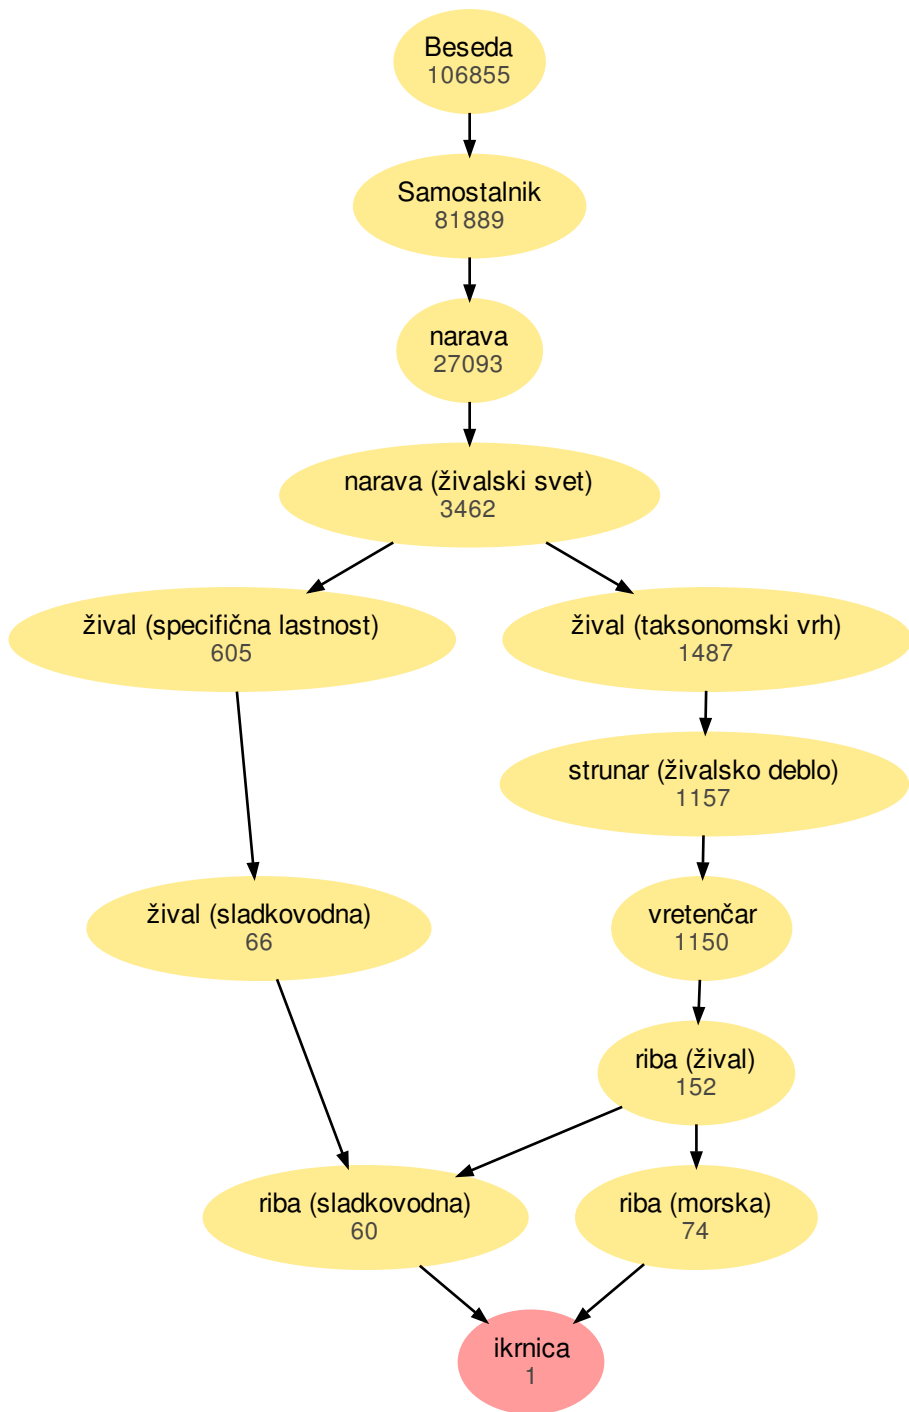 Beseda
106855
Samostalnik
81889
narava
27093
narava (živalski svet)
3462
žival (specifična lastnost)
605
žival (taksonomski vrh)
1487
strunar (živalsko deblo)
1157
žival (sladkovodna)
66
vretenčar
1150
riba (žival)
152
riba (sladkovodna)
60
riba (morska)
74
ikrnica
1